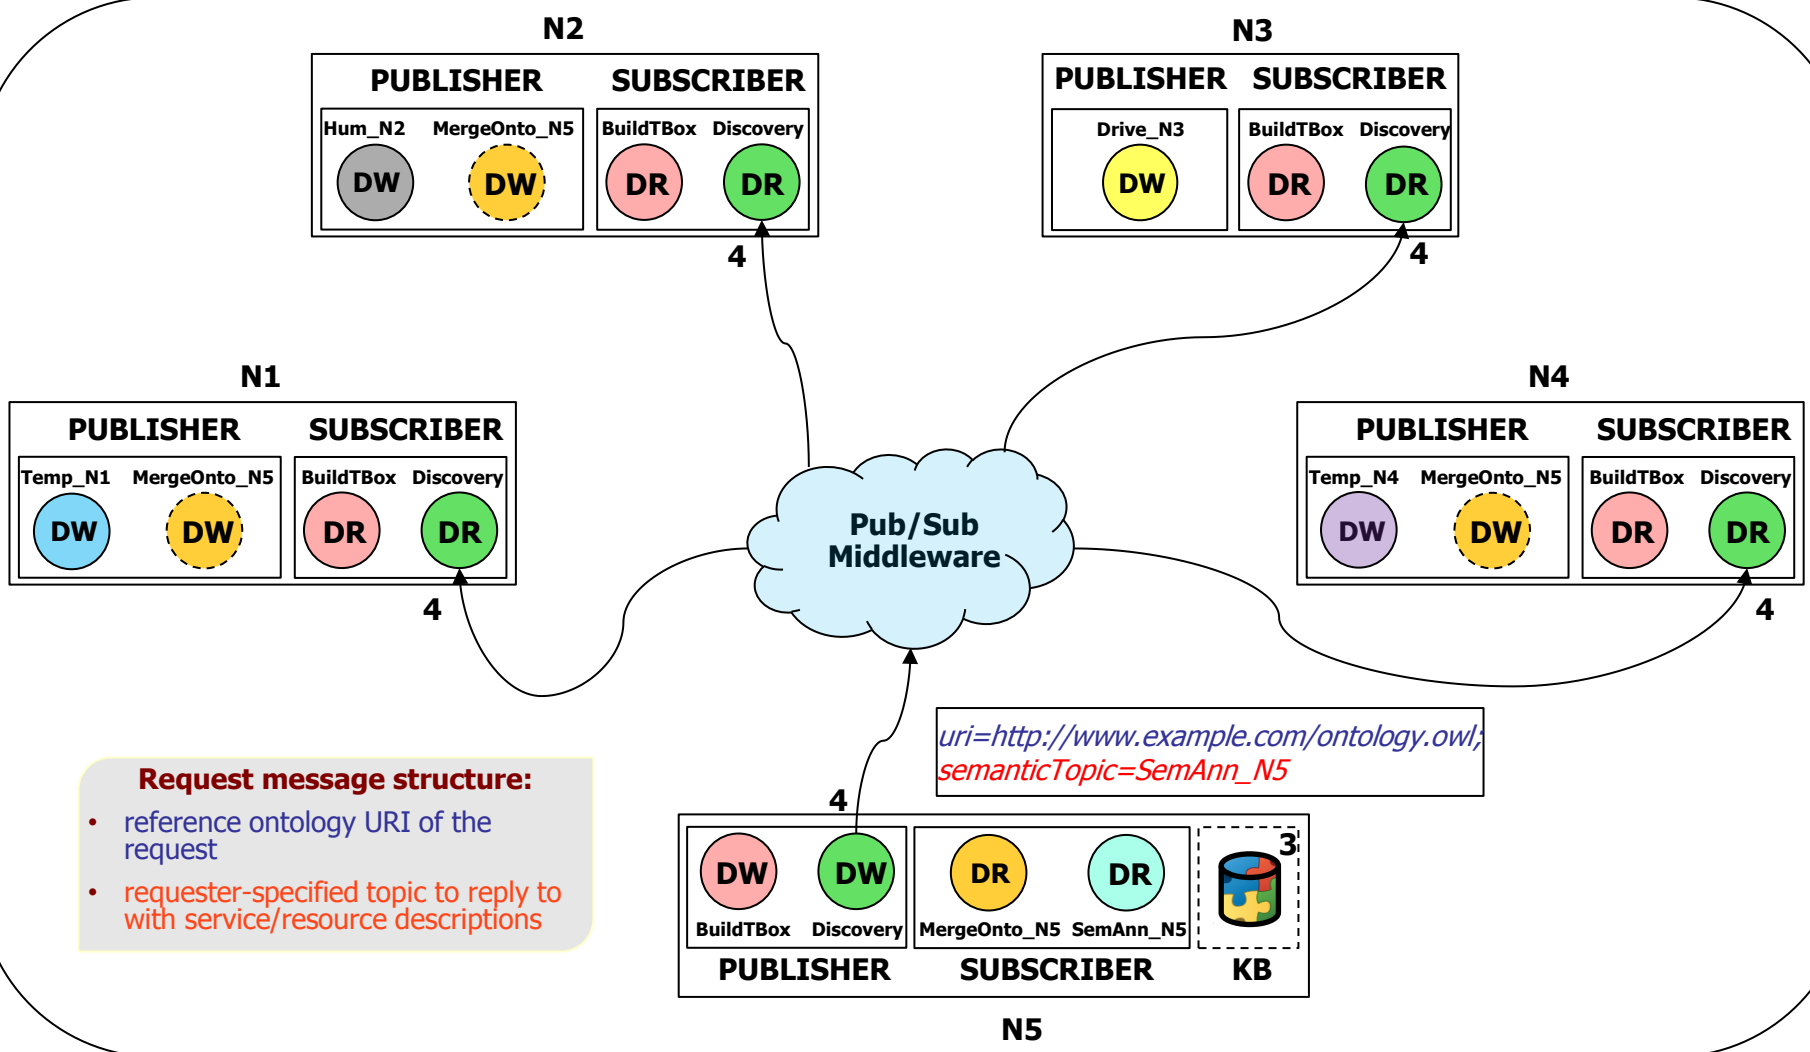 N2
PUBLISHER SUBSCRIBER
Hum_N2 MergeOnto_N5 BuildTBox Discovery
DW DW DR DR
4
N3
PUBLISHER SUBSCRIBER
Drive_N3 BuildTBox Discovery
DW DR DR
4
N1
PUBLISHER SUBSCRIBER
Temp_N1 MergeOnto_N5 BuildTBox Discovery
DW DW DR DR
4
N4
PUBLISHER SUBSCRIBER
Temp_N4 MergeOnto_N5 BuildTBox Discovery
DW DW DR DR
4
Pub/Sub
Middleware
uri=http://www.example.com/ontology.owl;
semanticTopic=SemAnn_N5
Request message structure:
• reference ontology URI of the
request
• requester-specified topic to reply to
with service/resource descriptions
4
3
DW DW DR DR
BuildTBox Discovery MergeOnto_N5 SemAnn_N5
PUBLISHER SUBSCRIBER KB
N5